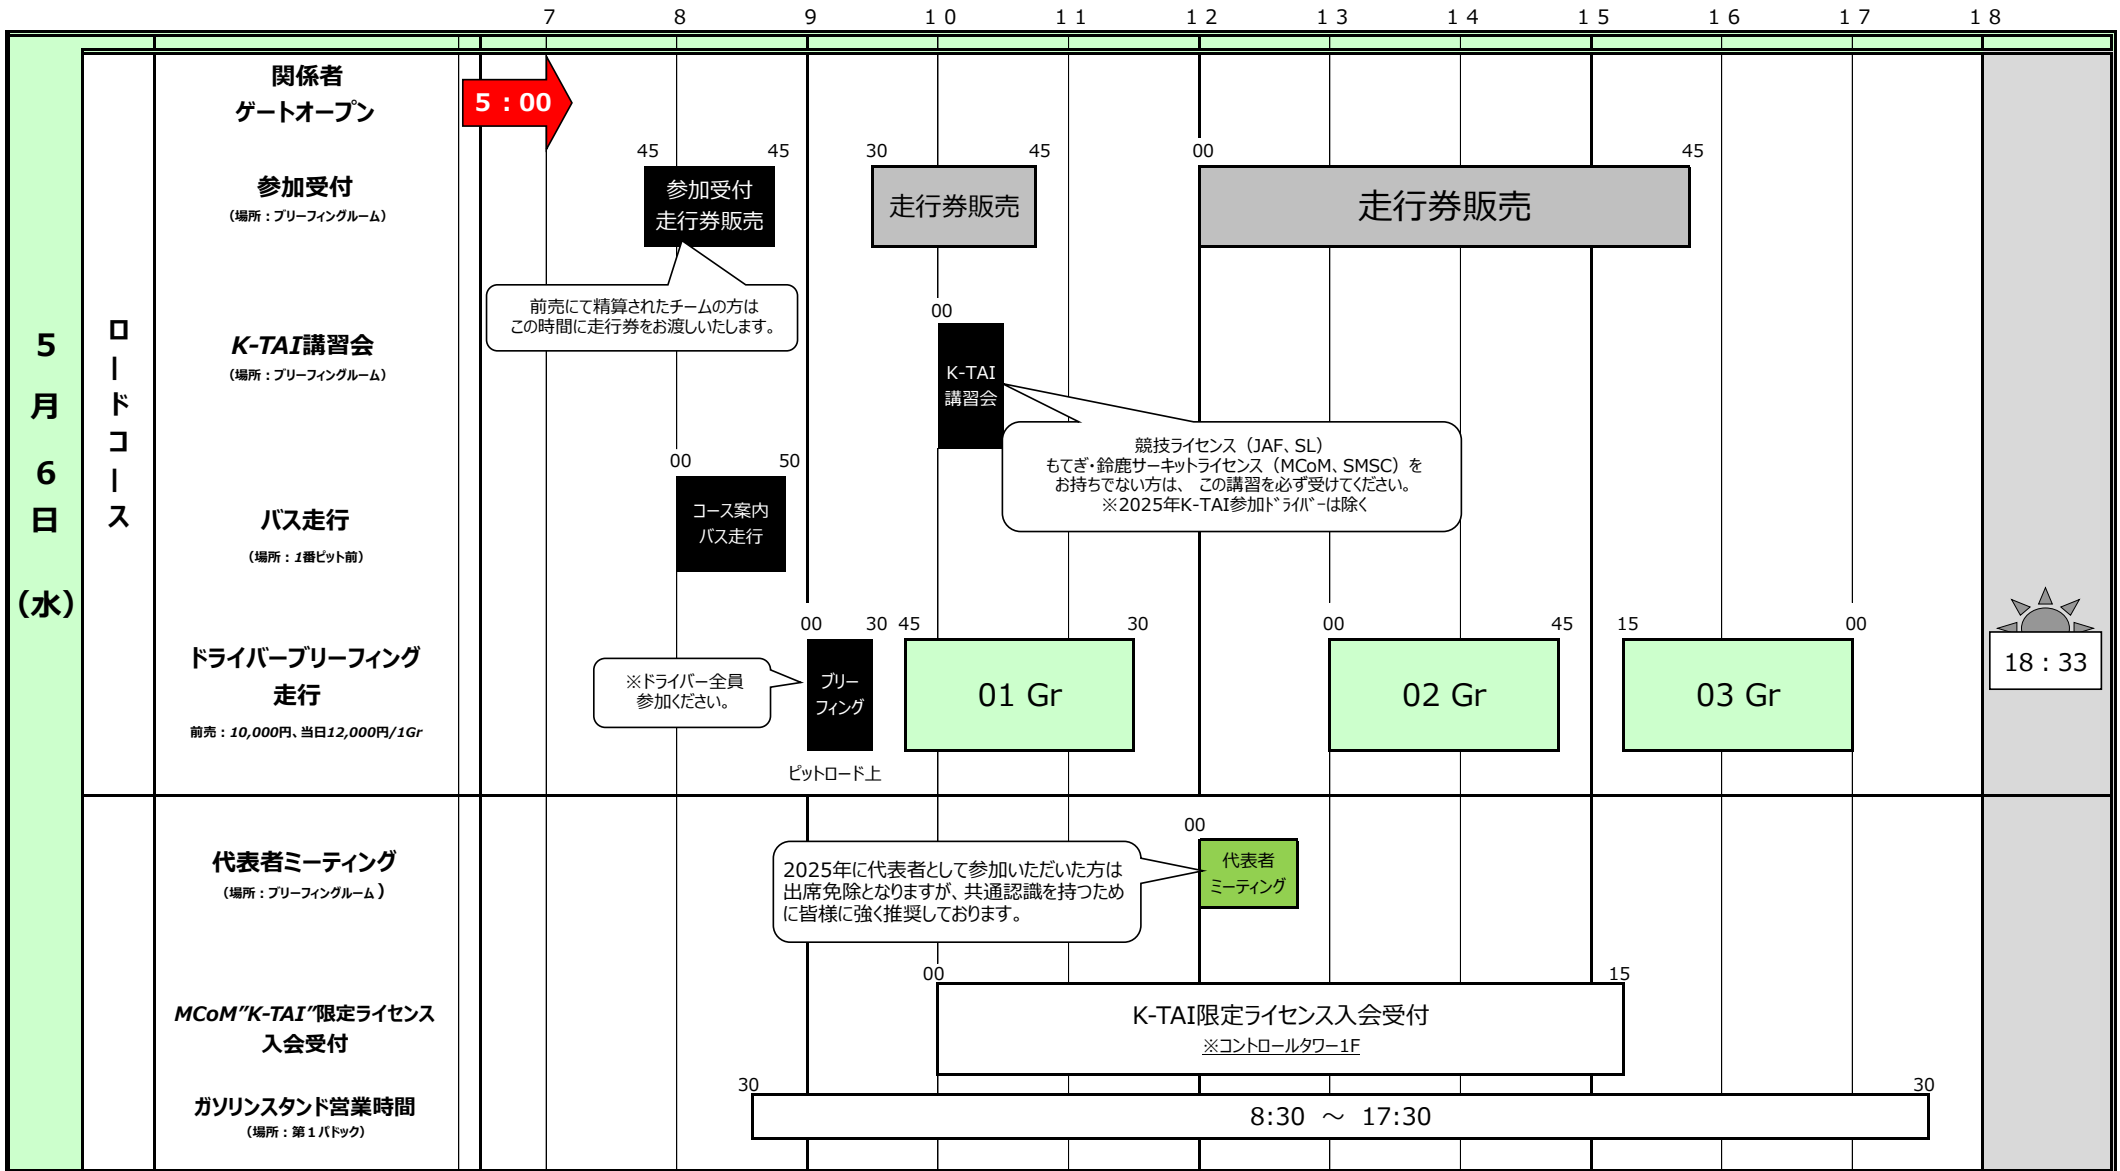 7 8 9 10 11 12 13 14 15 16 17 18
5月6日(水)
ロードコース
関係者
ゲートオープン
5:00
参加受付
(場所:ブリーフィングルーム)
45 45 30 45 00 45
参加受付
走行券販売
走行券販売
走行券販売
前売にて精算されたチームの方は
この時間に走行券をお渡しいたします。
K-TAI講習会
(場所:ブリーフィングルーム)
00
K-TAI
講習会
競技ライセンス(JAF、SL)
もてぎ・鈴鹿サーキットライセンス(MCoM、SMSC)を
お持ちでない方は、この講習を必ず受けてください。
※2025年K-TAI参加ドライバーは除く
バス走行
(場所:1番ピット前)
00 50
コース案内
バス走行
ドライバーブリーフィング
走行
前売:10,000円、当日12,000円/1Gr
00 30 45 30 00 45 15 00
※ドライバー全員
参加ください。
ブリー
フィング
ピットロード上
01 Gr
02 Gr
03 Gr
18:33
代表者ミーティング
(場所:ブリーフィングルーム)
00
2025年に代表者として参加いただいた方は
出席免除となりますが、共通認識を持つため
に皆様に強く推奨しております。
代表者
ミーティング
MCoM"K-TAI"限定ライセンス
入会受付
00 15
K-TAI限定ライセンス入会受付
※コントロールタワー1F
ガソリンスタンド営業時間
(場所:第1パドック)
30 30
8:30 ~ 17:30